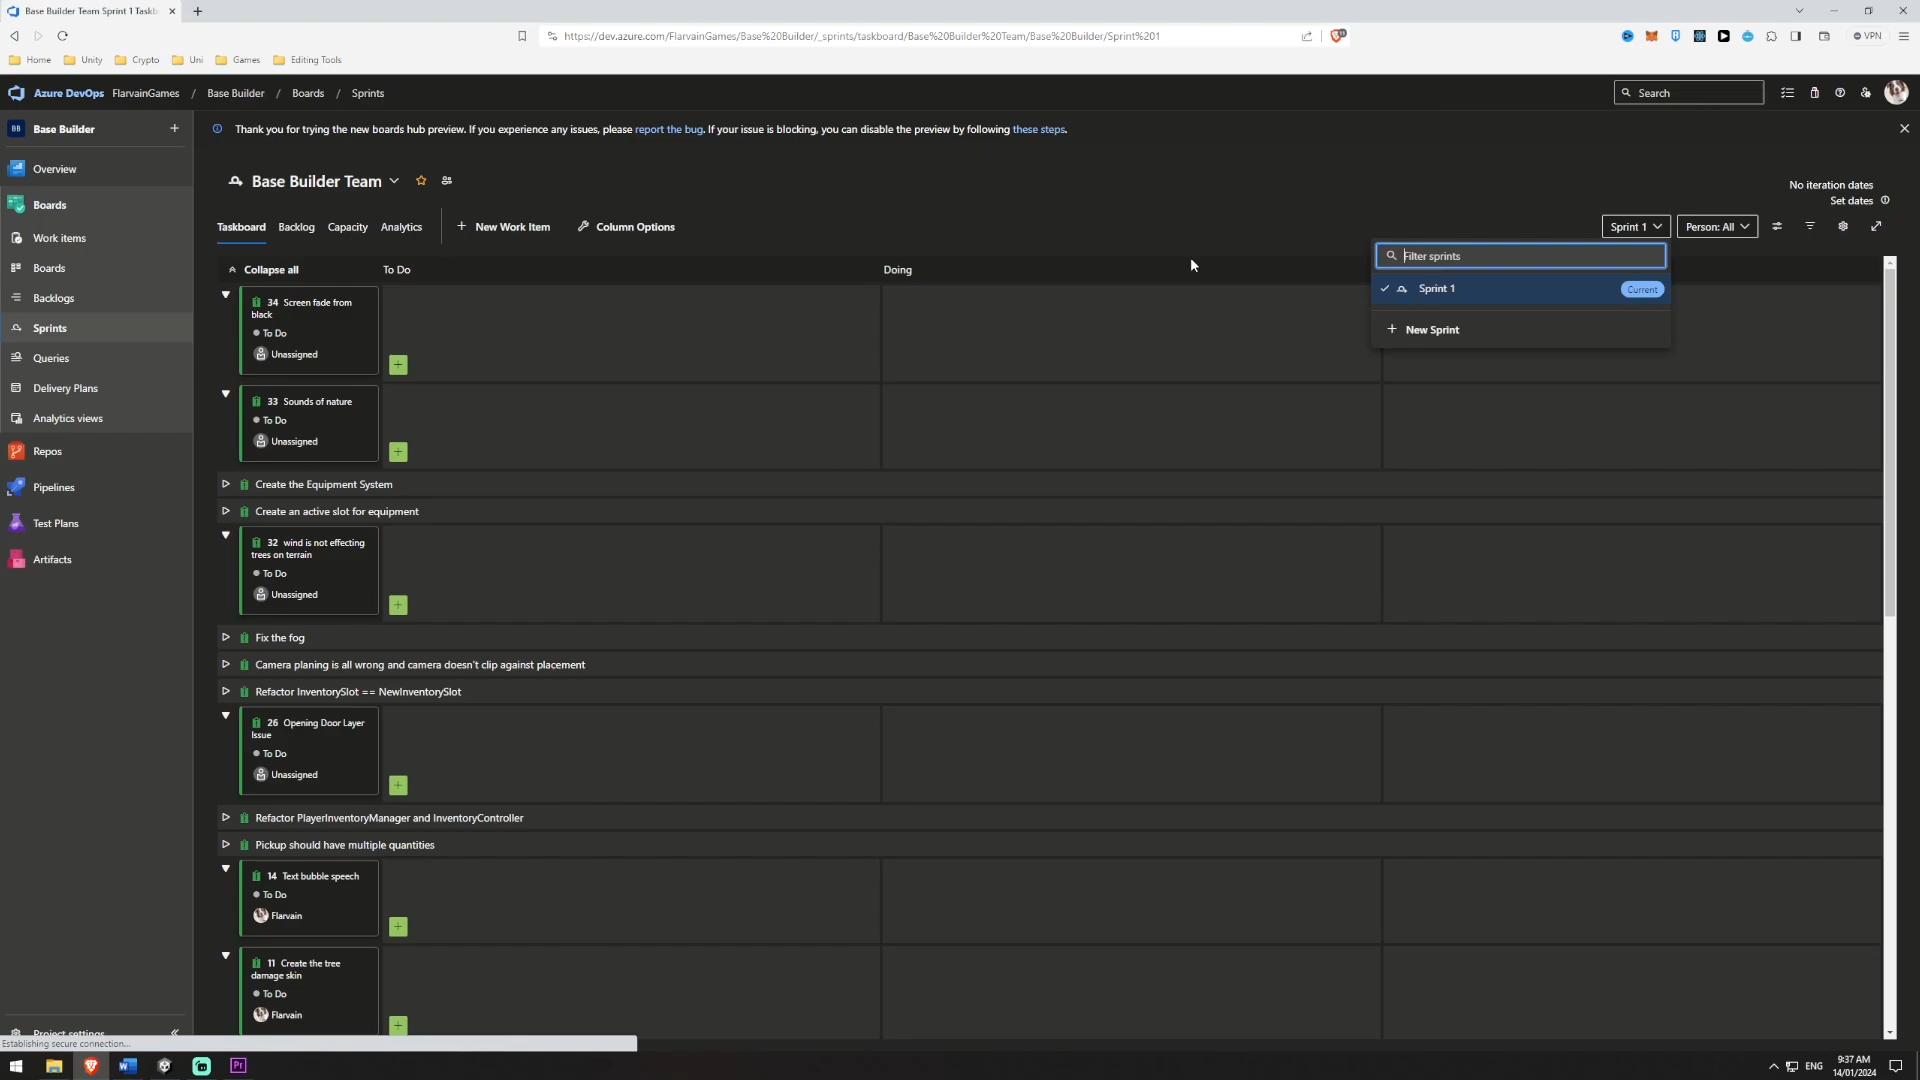 Base Builder Team Sprint 1 Taskb
https://dev.azure.com/FlarvainGames/Base%20Builder/_sprints/taskboard/Base%20Builder%20Team/Base%20Builder/Sprint%201
VPN
Home Unity Crypto Uni Games Editing Tools
Azure DevOps FlarvainGames / Base Builder / Boards / Sprints
Search
BB Base Builder
Thank you for trying the new boards hub preview. If you experience any issues, please report the bug. If your issue is blocking, you can disable the preview by following these steps.
Overview
Boards
Work items
Boards
Backlogs
Sprints
Queries
Delivery Plans
Analytics views
Repos
Pipelines
Test Plans
Artifacts
Project settings
Base Builder Team
No iteration dates
Set dates
Taskboard Backlog Capacity Analytics
+ New Work Item
Column Options
Sprint 1
Person: All
Filter sprints
Sprint 1 Current
+ New Sprint
Collapse all To Do Doing
34 Screen fade from
black
To Do
Unassigned
33 Sounds of nature
To Do
Unassigned
Create the Equipment System
Create an active slot for equipment
32 wind is not effecting
trees on terrain
To Do
Unassigned
Fix the fog
Camera planing is all wrong and camera doesn't clip against placement
Refactor InventorySlot == NewInventorySlot
26 Opening Door Layer
Issue
To Do
Unassigned
Refactor PlayerInventoryManager and InventoryController
Pickup should have multiple quantities
14 Text bubble speech
To Do
Flarvain
11 Create the tree
damage skin
To Do
Flarvain
Establishing secure connection...
W
Pr
ENG
9:37 AM
14/01/2024